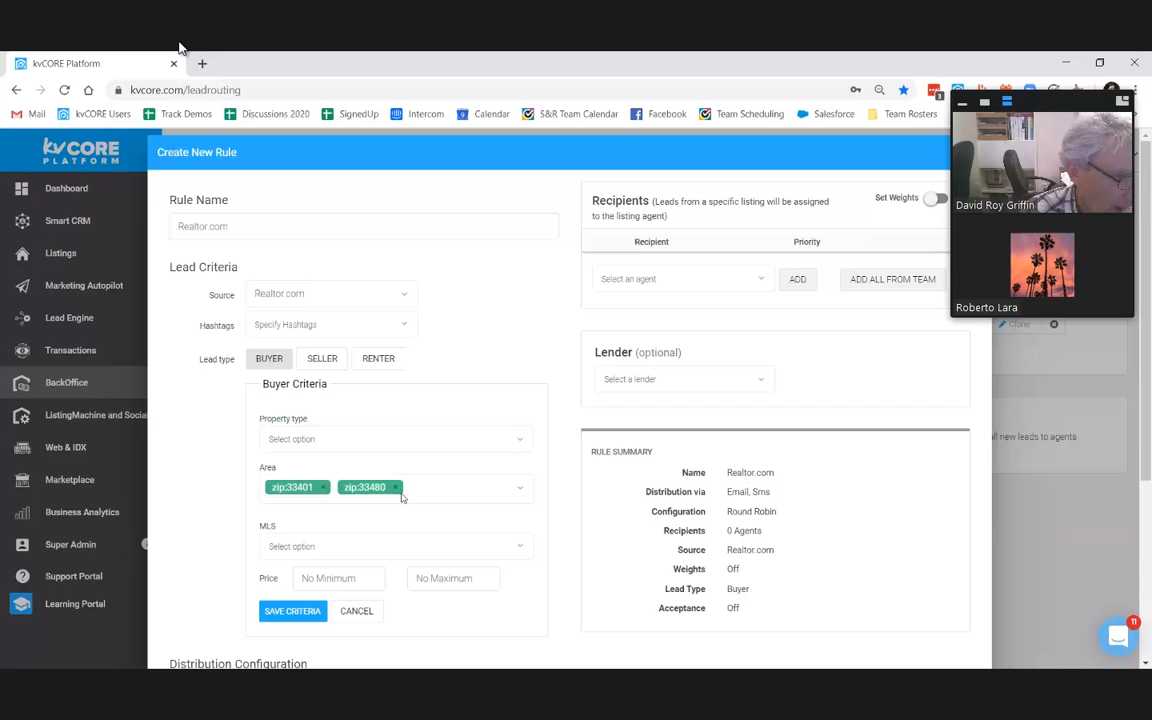 kvCORE Platform
kvcore.com/leadrouting
3
Mail kvCORE Users Track Demos Discussions 2020 SignedUp Intercom Calendar S&R Team Calendar Facebook Team Scheduling Salesforce Team Rosters
kvCORE
PLATFORM
Dashboard
Smart CRM
Listings
Marketing Autopilot
Lead Engine
Transactions
BackOffice
ListingMachine and Social
Web & IDX
Marketplace
Business Analytics
Super Admin
Support Portal
Learning Portal
Create New Rule
Rule Name
Realtor.com
Lead Criteria
Source Realtor.com
Hashtags Specify Hashtags
Lead type BUYER SELLER RENTER
Buyer Criteria
Property type
Select option
Area
zip:33401 × zip:33480 ×
MLS
Select option
Price No Minimum No Maximum
SAVE CRITERIA CANCEL
Distribution Configuration
Recipients (Leads from a specific listing will be assigned
to the listing agent)
Set Weights
Recipient Priority
Select an agent ADD ADD ALL FROM TEAM
Lender (optional)
Select a lender
RULE SUMMARY
Name Realtor.com
Distribution via Email, Sms
Configuration Round Robin
Recipients 0 Agents
Source Realtor.com
Weights Off
Lead Type Buyer
Acceptance Off
David Roy Griffin
Roberto Lara
Clone
all new leads to agents
11